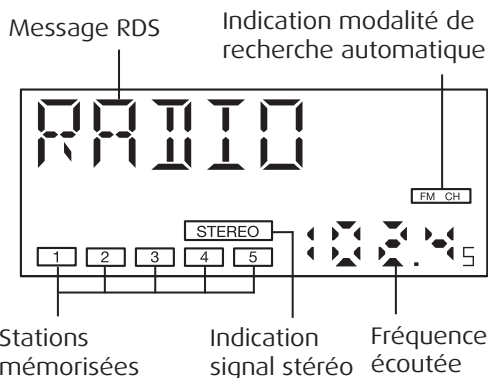 Message RDS
Indication modalité de
recherche automatique
RADIO
FM CH
STEREO
1 2 3 4 5
102.45
Stations
mémorisées
Indication
signal stéréo
Fréquence
écoutée